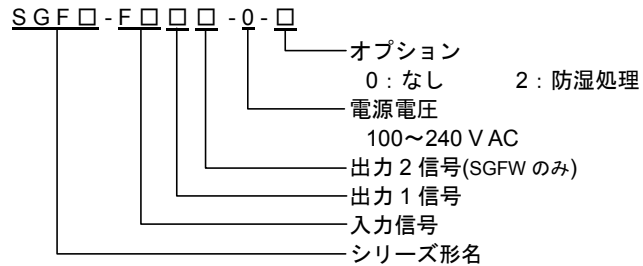 SGF□-F□□□-0-□
オプション
0：なし 2：防湿処理
電源電圧
100～240 V AC
出力2信号(SGFW のみ)
出力1信号
入力信号
シリーズ形名